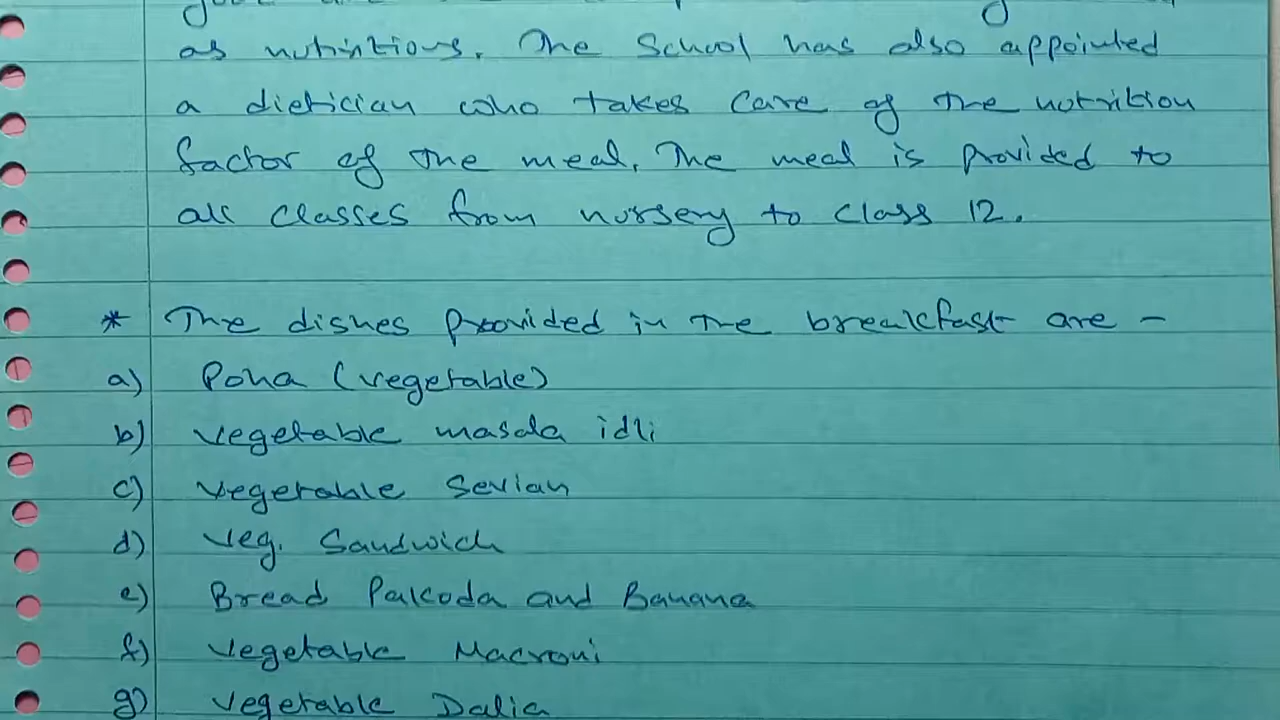 as nutrintious. The School has also appointed
a dietician who takes care of the nutrition
factor of the meal. The meal is provided to
all classes from nursery to class 12.
* The dishes provided in the breakfast are -
a) Poha (vegetable)
b) vegetable masala idli
c) vegetable Sevian
d) veg. Sandwich
e) Bread Pakoda and Banana
f) vegetable Macroni
g) vegetable Dalia